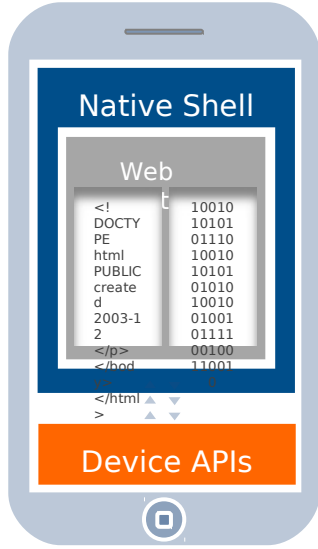 Native Shell
Web
t
<!
DOCTY
PE
html
PUBLIC
create
d
2003-1
2
</p>
</bod
</html
>
10010
10101
01110
10010
10101
01010
10010
01001
01111
00100
11001
Device APIs